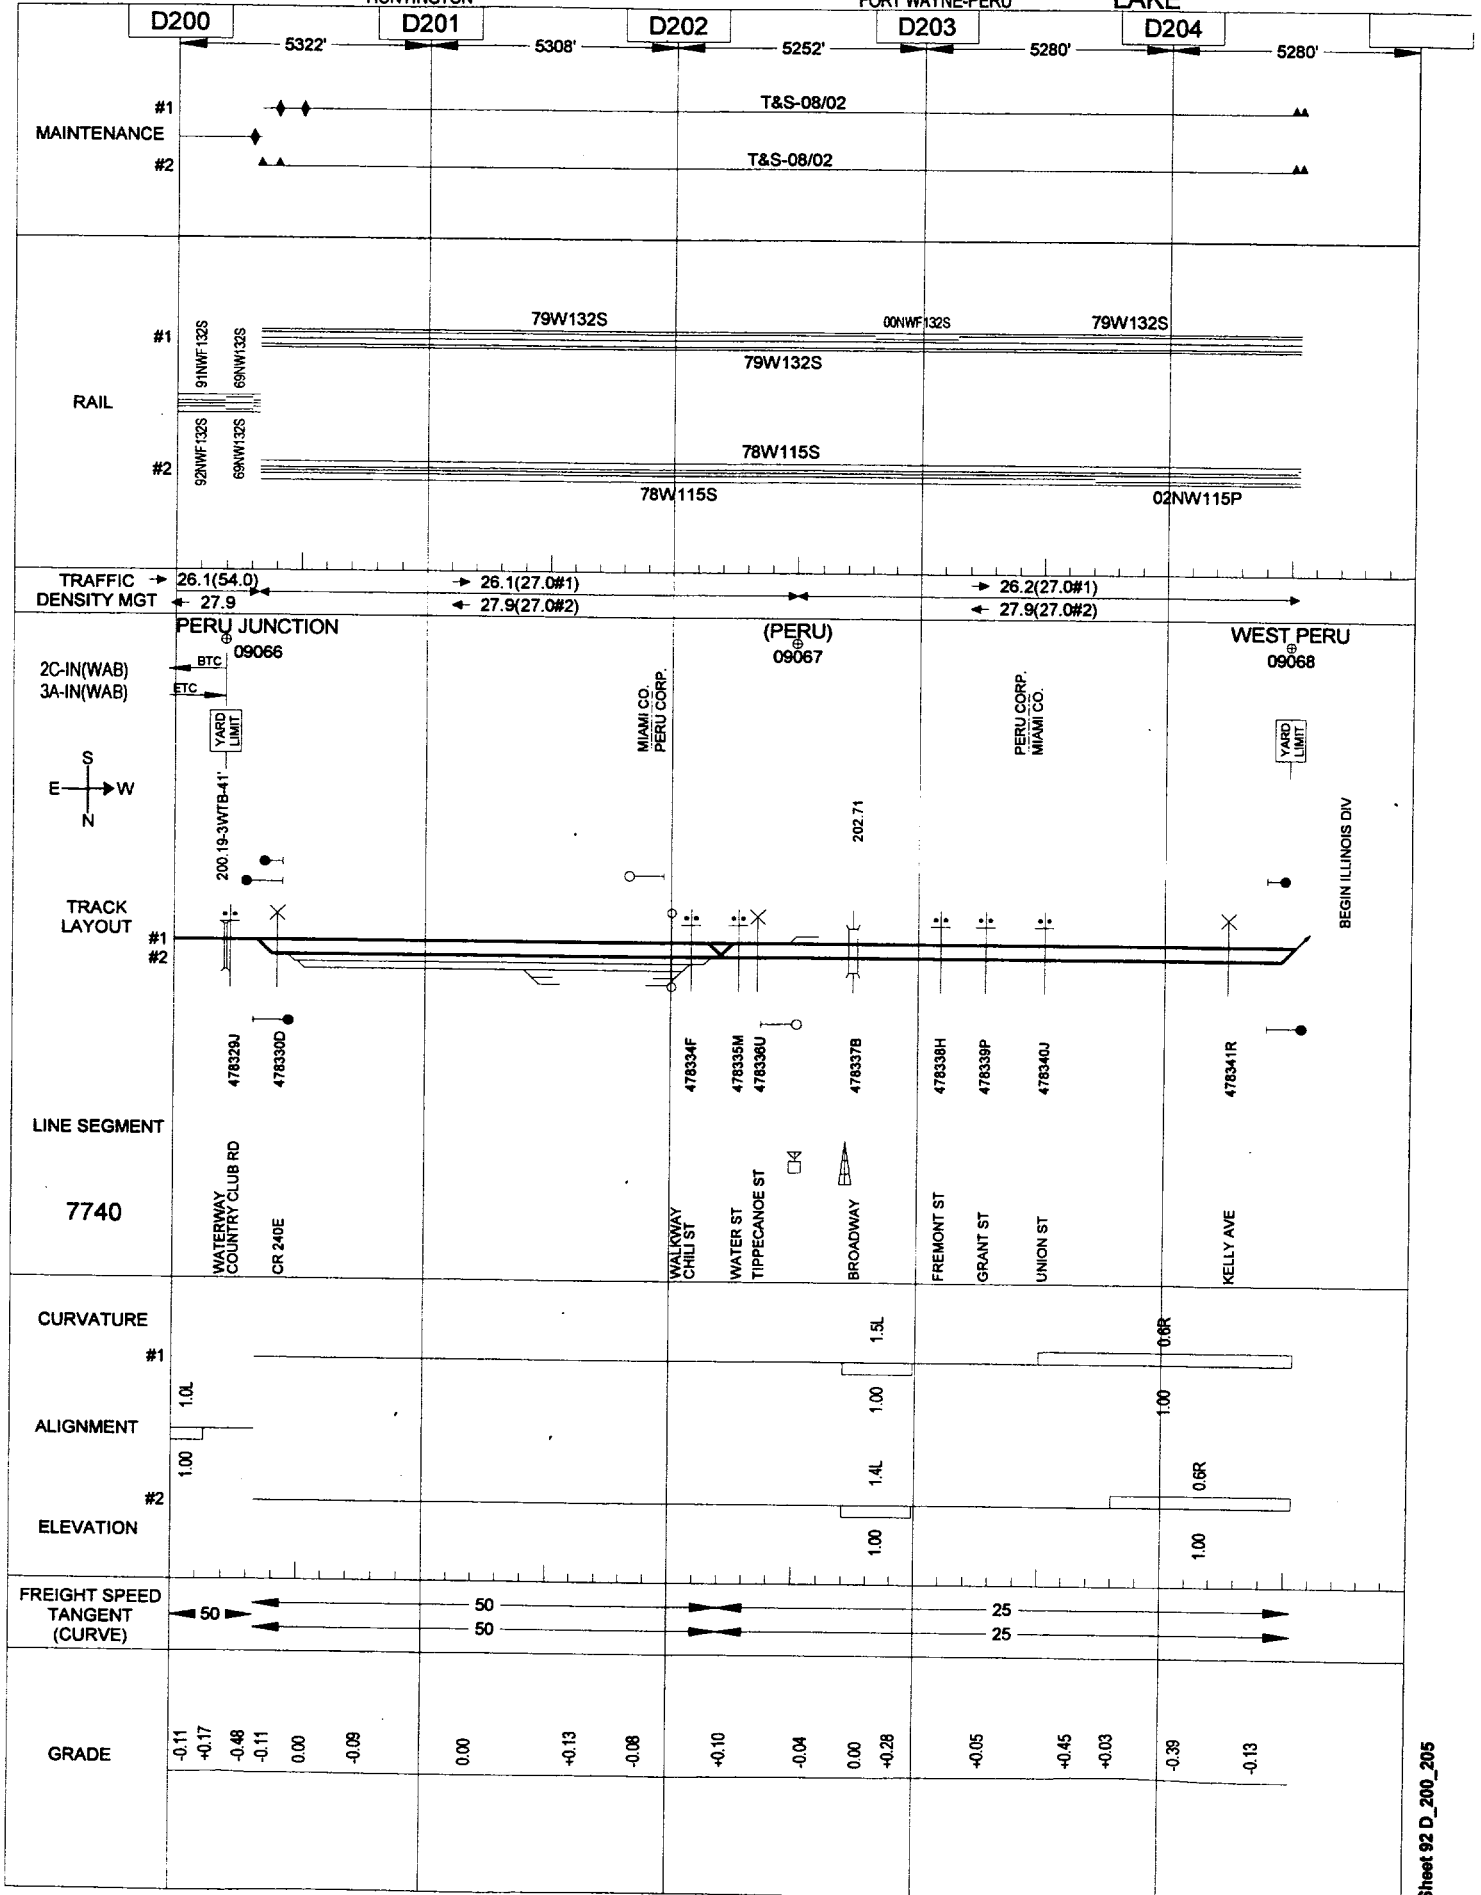 HUNTINGTON
FORT WAYNE-PERU
LAKE
D200
D201
D202
D203
D204
5322'
5308'
5252'
5280'
5280'
#1
T&S-08/02
MAINTENANCE
#2
T&S-08/02
#1
91NWF132S
69NW132S
79W132S
00NWF132S
79W132S
79W132S
RAIL
#2
92NWF132S
69NW132S
78W115S
78W115S
02NW115P
TRAFFIC
DENSITY MGT
26.1(54.0)
27.9
26.1(27.0#1)
27.9(27.0#2)
26.2(27.0#1)
27.9(27.0#2)
PERU JUNCTION
09066
(PERU)
09067
WEST PERU
09068
2C-IN(WAB)
BTC
3A-IN(WAB)
ETC
YARD
LIMIT
MIAMI CO.
PERU CORP.
PERU CORP.
MIAMI CO.
YARD
LIMIT
S
E
W
N
200.19-3WTB-41'
202.71
BEGIN ILLINOIS DIV
TRACK
LAYOUT
#1
#2
478329J
478330D
478334F
478335M
478336U
478337B
478338H
478339P
478340J
478341R
LINE SEGMENT
7740
WATERWAY
COUNTRY CLUB RD
CR 240E
WALKWAY
CHILI ST
WATER ST
TIPPECANOE ST
BROADWAY
FREMONT ST
GRANT ST
UNION ST
KELLY AVE
CURVATURE
#1
1.0L
1.5L
0.6R
ALIGNMENT
1.00
1.00
1.00
#2
1.4L
0.6R
ELEVATION
1.00
1.00
FREIGHT SPEED
TANGENT
(CURVE)
50
50
50
25
25
GRADE
-0.11
+0.17
-0.48
-0.11
0.00
-0.09
0.00
+0.13
-0.08
+0.10
-0.04
0.00
+0.28
+0.05
+0.45
+0.03
-0.39
-0.13
Sheet 92 D_200_205